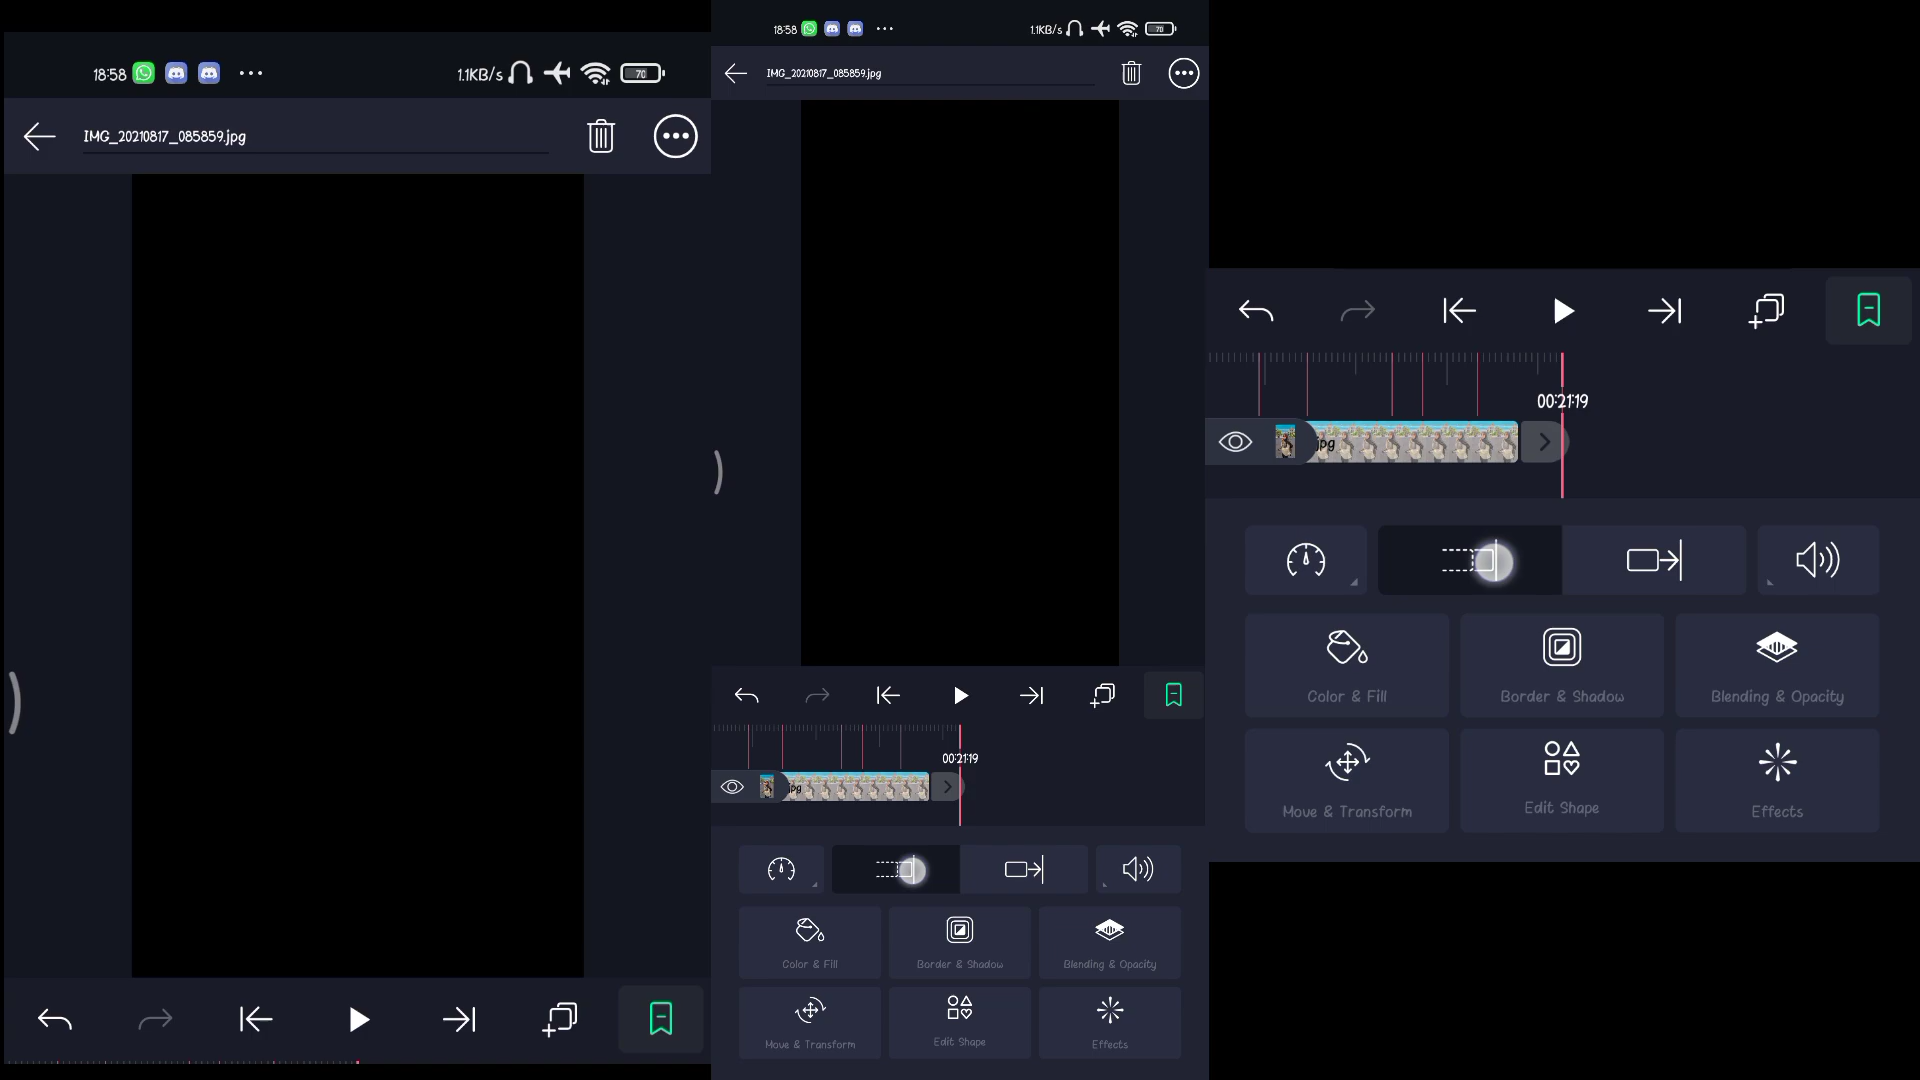 18:58 1.1KB/s 70
IMG_20210817_085859.jpg
18:58 1.1KB/s 70
IMG_20210817_085859.jpg
00:21:19
jpg
Color & Fill Border & Shadow Blending & Opacity
Move & Transform Edit Shape Effects
00:21:19
jpg
Color & Fill Border & Shadow Blending & Opacity
Move & Transform Edit Shape Effects